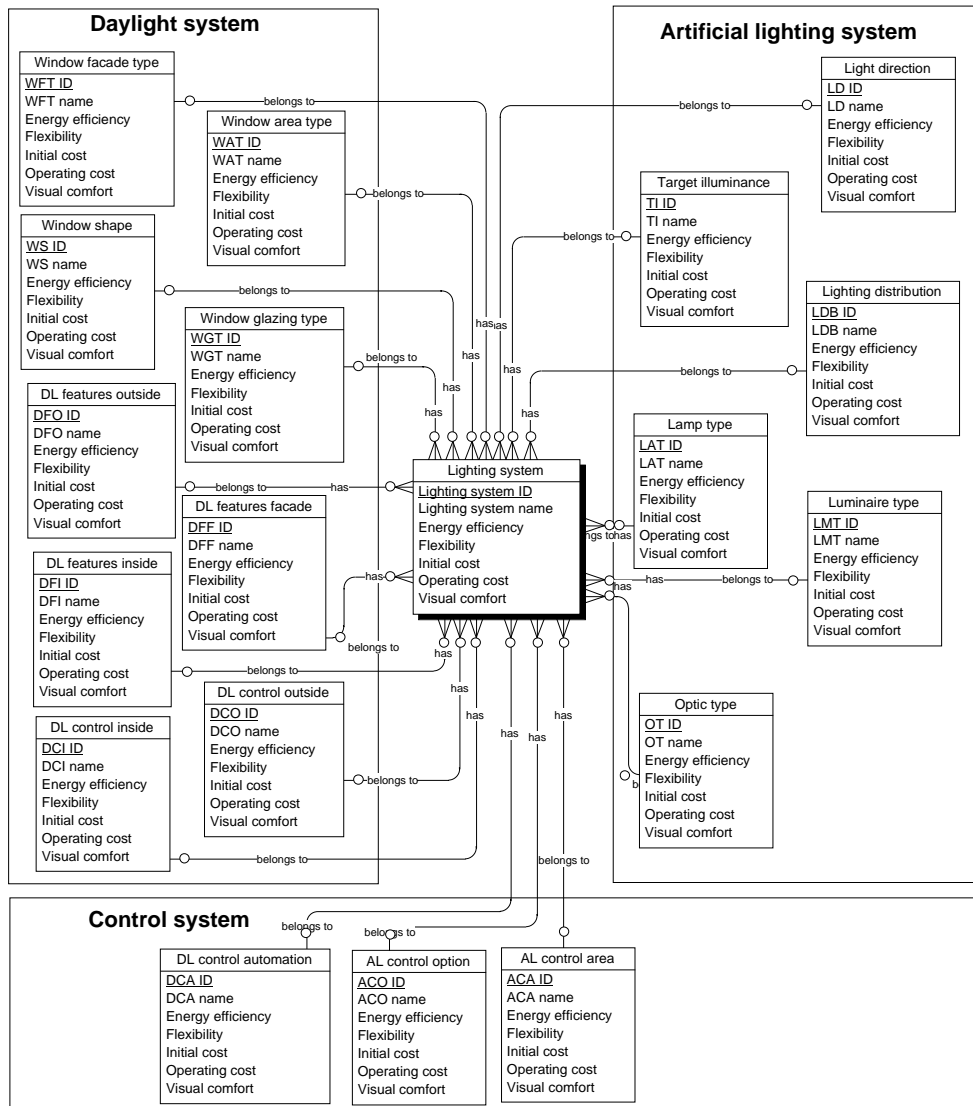 Daylight system
Window facade type
WFT ID
WFT name
Energy efficiency
Flexibility
Initial cost
Operating cost
Visual comfort
belongs to
Window area type
WAT ID
WAT name
Energy efficiency
Flexibility
Initial cost
Operating cost
Visual comfort
belongs to
Window shape
WS ID
WS name
Energy efficiency
Flexibility
Initial cost
Operating cost
Visual comfort
belongs to
Window glazing type
WGT ID
WGT name
Energy efficiency
Flexibility
Initial cost
Operating cost
Visual comfort
belongs to
DL features outside
DFO ID
DFO name
Energy efficiency
Flexibility
Initial cost
Operating cost
Visual comfort
belongs to
has
DL features facade
DFF ID
DFF name
Energy efficiency
Flexibility
Initial cost
Operating cost
Visual comfort
belongs to
has
DL features inside
DFI ID
DFI name
Energy efficiency
Flexibility
Initial cost
Operating cost
Visual comfort
belongs to
has
DL control outside
DCO ID
DCO name
Energy efficiency
Flexibility
Initial cost
Operating cost
Visual comfort
belongs to
has
DL control inside
DCI ID
DCI name
Energy efficiency
Flexibility
Initial cost
Operating cost
Visual comfort
belongs to
has
Artificial lighting system
Light direction
LD ID
LD name
Energy efficiency
Flexibility
Initial cost
Operating cost
Visual comfort
belongs to
Target illuminance
TI ID
TI name
Energy efficiency
Flexibility
Initial cost
Operating cost
Visual comfort
belongs to
Lighting distribution
LDB ID
LDB name
Energy efficiency
Flexibility
Initial cost
Operating cost
Visual comfort
belongs to
has
has
has
has
has
has
has
Lighting system
Lighting system ID
Lighting system name
Energy efficiency
Flexibility
Initial cost
Operating cost
Visual comfort
Lamp type
LAT ID
LAT name
Energy efficiency
Flexibility
Initial cost
Operating cost
Visual comfort
has
Luminaire type
LMT ID
LMT name
Energy efficiency
Flexibility
Initial cost
Operating cost
Visual comfort
has
belongs to
has
Optic type
OT ID
OT name
Energy efficiency
Flexibility
Initial cost
Operating cost
Visual comfort
has
has
has
belongs to
Control system
belongs to
belongs to
DL control automation
DCA ID
DCA name
Energy efficiency
Flexibility
Initial cost
Operating cost
Visual comfort
AL control option
ACO ID
ACO name
Energy efficiency
Flexibility
Initial cost
Operating cost
Visual comfort
AL control area
ACA ID
ACA name
Energy efficiency
Flexibility
Initial cost
Operating cost
Visual comfort